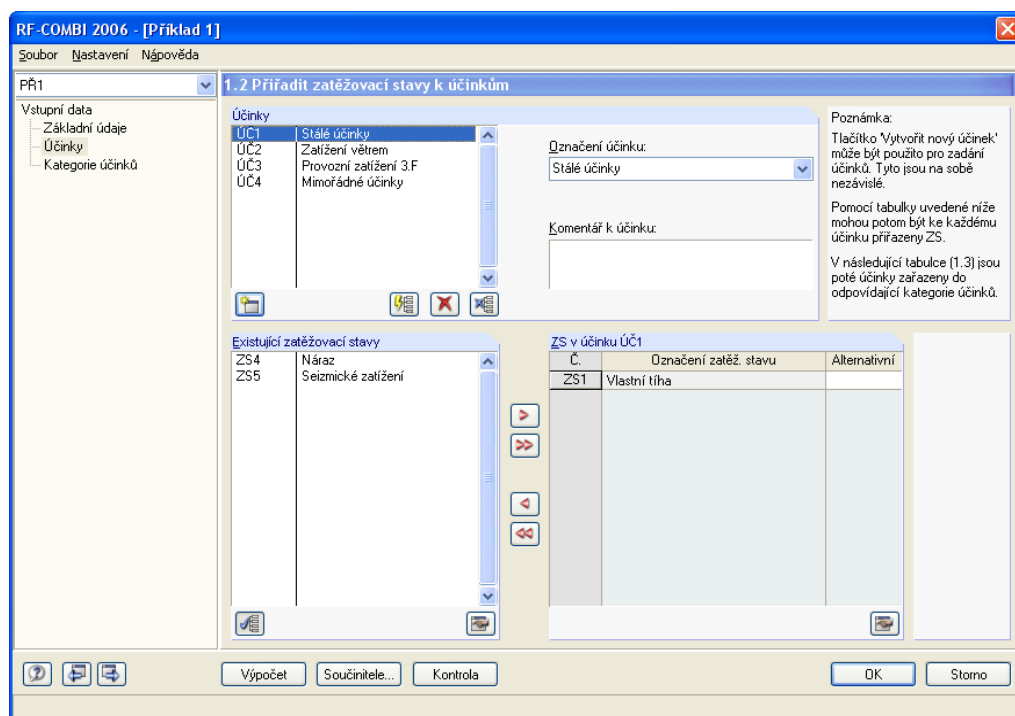 RF-COMBI 2006 - [Příklad 1]
Soubor Nastavení Nápověda
PŘ1
1.2 Přiřadit zatěžovací stavy k účinkům
Vstupní data
Základní údaje
Účinky
Kategorie účinků
Účinky
ÚČ1 Stálé účinky
ÚČ2 Zatížení větrem
ÚČ3 Provozní zatížení 3.F
ÚČ4 Mimořádné účinky
Označení účinku:
Stálé účinky
Komentář k účinku:
Poznámka:
Tlačítko 'Vytvořit nový účinek'
může být použito pro zadání
účinků. Tyto jsou na sobě
nezávislé.
Pomocí tabulky uvedené níže
mohou potom být ke každému
účinku přiřazeny ZS.
V následující tabulce (1.3) jsou
poté účinky zařazeny do
odpovídající kategorie účinků.
Existující zatěžovací stavy
ZS4 Náraz
ZS5 Seizmické zatížení
ZS v účinku ÚČ1
Č. Označení zatěž. stavu Alternativní
ZS1 Vlastní tíha
Výpočet Součinitele... Kontrola OK Storno